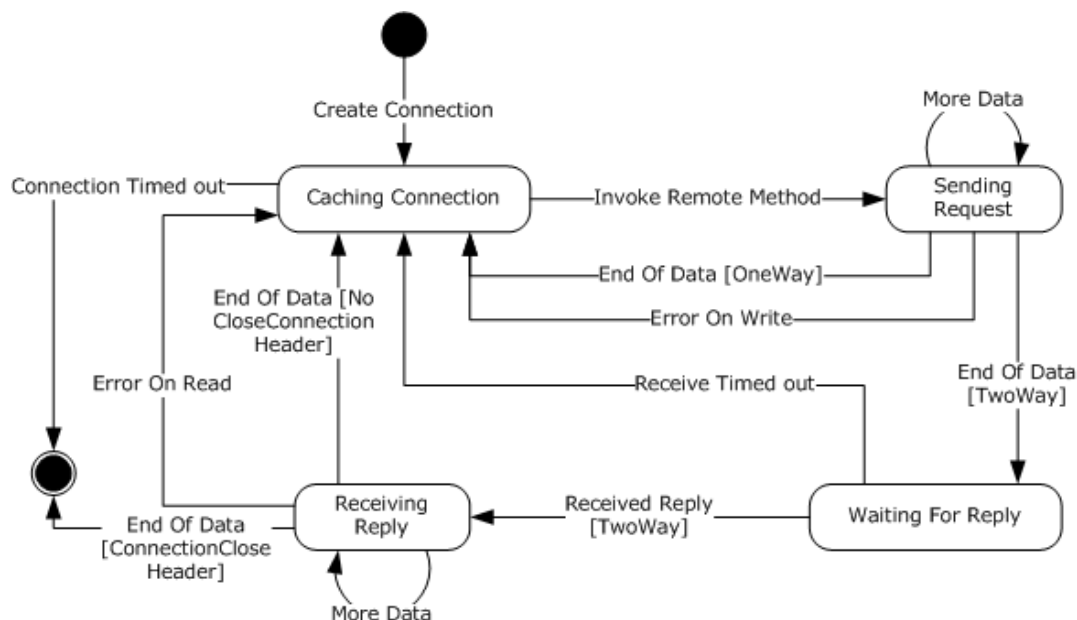 Create Connection
More Data
Connection Timed out
Caching Connection
Invoke Remote Method
Sending
Request
End Of Data [OneWay]
End Of Data [No
CloseConnection
Header]
Error On Write
Error On Read
Receive Timed out
End Of Data
[TwoWay]
Receiving
Reply
Received Reply
[TwoWay]
Waiting For Reply
End Of Data
[ConnectionClose
Header]
More Data